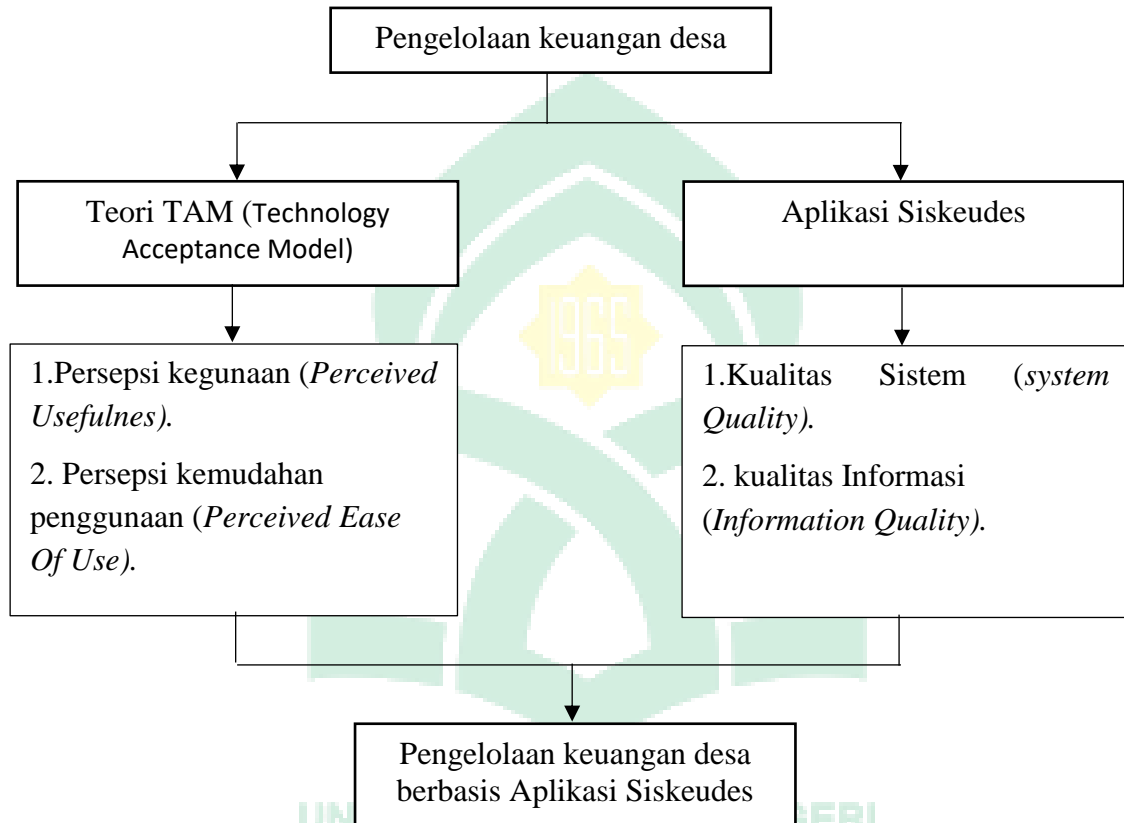 Pengelolaan keuangan desa
Teori TAM (Technology
Acceptance Model)
Aplikasi Siskeudes
1965
1.Persepsi kegunaan (Perceived
Usefulnes).
2. Persepsi kemudahan
penggunaan (Perceived Ease
Of Use).
1.Kualitas Sistem (system
Quality).
2. kualitas Informasi
(Information Quality).
Pengelolaan keuangan desa
berbasis Aplikasi Siskeudes